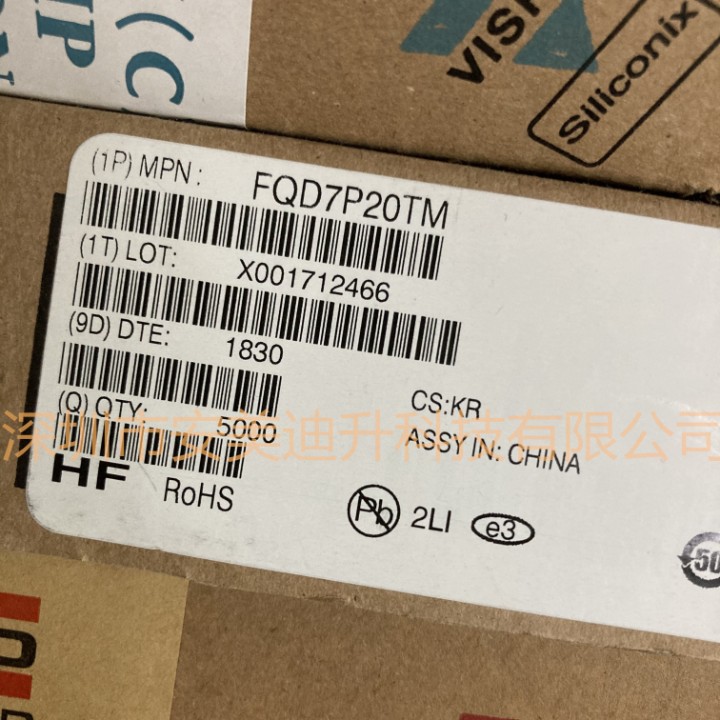 (C
VISH
Siliconix
(1P) MPN: FQD7P20TM
(1T) LOT: X001712466
(9D) DTE: 1830
(Q) QTY: 5000
CS:KR
ASSY IN: CHINA
深圳市安美迪升科技有限公司
HF RoHS
Pb 2LI e3
50